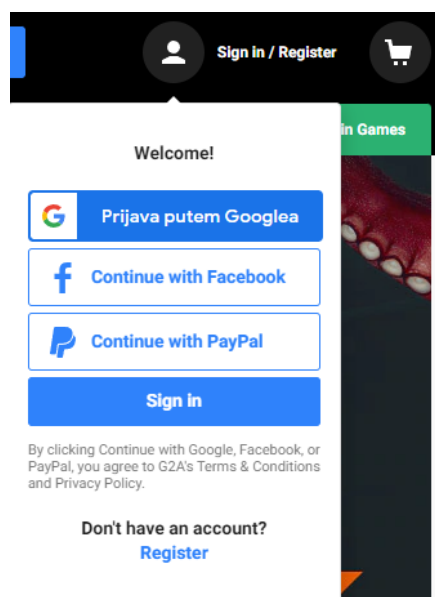 Sign in / Register
in Games
Welcome!
Prijava putem Googlea
Continue with Facebook
Continue with PayPal
Sign in
By clicking Continue with Google, Facebook, or
PayPal, you agree to G2A's Terms & Conditions
and Privacy Policy.
Don't have an account?
Register